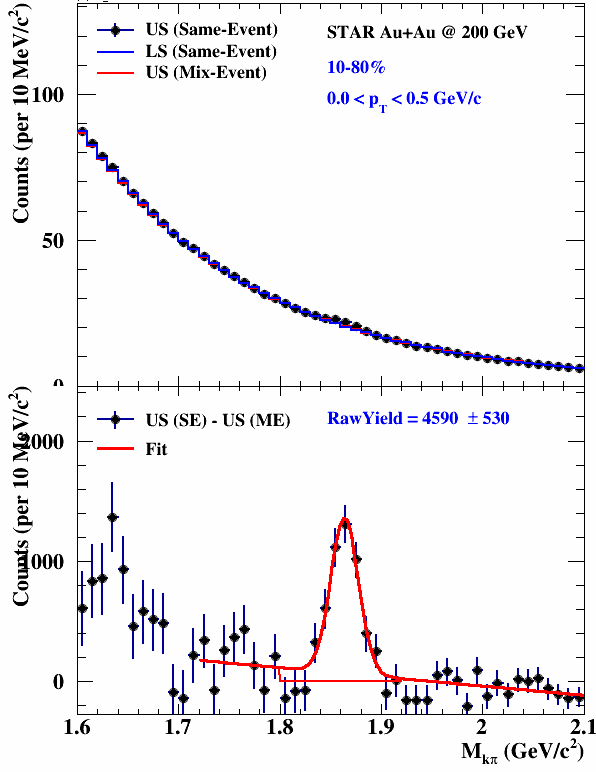 US (Same-Event)
LS (Same-Event)
US (Mix-Event)
STAR Au+Au @ 200 GeV
10-80%
0.0 < p_T < 0.5 GeV/c
Counts (per 10 MeV/c²)
100
50
0
US (SE) - US (ME)
Fit
RawYield = 4590 ± 530
Counts (per 10 MeV/c²)
2000
1000
0
1.6 1.7 1.8 1.9 2 2.1
M_kπ (GeV/c²)